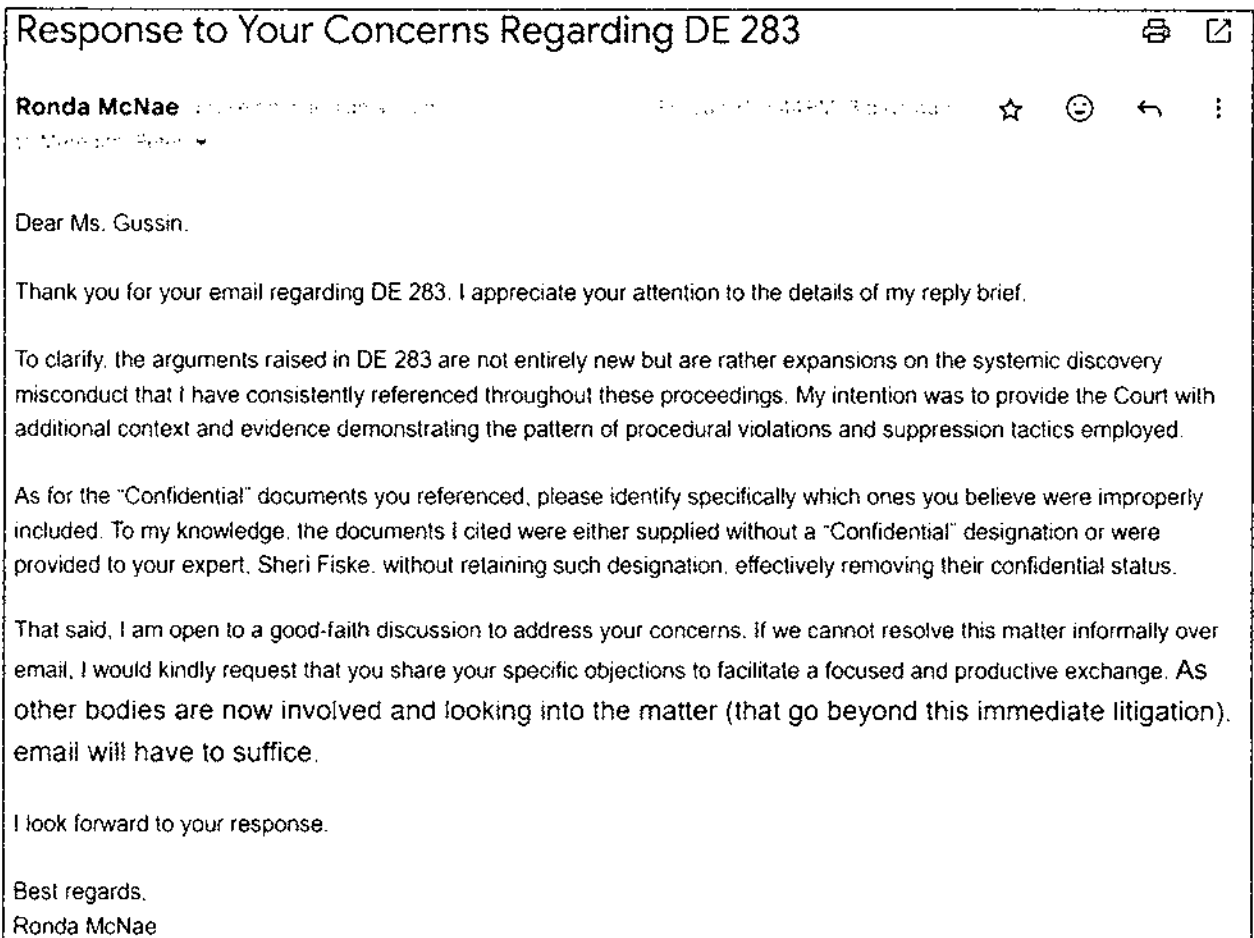 Response to Your Concerns Regarding DE 283
Ronda McNae
Dear Ms. Gussin.
Thank you for your email regarding DE 283. I appreciate your attention to the details of my reply brief.
To clarify, the arguments raised in DE 283 are not entirely new but are rather expansions on the systemic discovery
misconduct that I have consistently referenced throughout these proceedings. My intention was to provide the Court with
additional context and evidence demonstrating the pattern of procedural violations and suppression tactics employed.
As for the "Confidential" documents you referenced, please identify specifically which ones you believe were improperly
included. To my knowledge, the documents I cited were either supplied without a "Confidential" designation or were
provided to your expert, Sheri Fiske, without retaining such designation, effectively removing their confidential status.
That said, I am open to a good-faith discussion to address your concerns. If we cannot resolve this matter informally over
email, I would kindly request that you share your specific objections to facilitate a focused and productive exchange. As
other bodies are now involved and looking into the matter (that go beyond this immediate litigation),
email will have to suffice.
I look forward to your response.
Best regards,
Ronda McNae